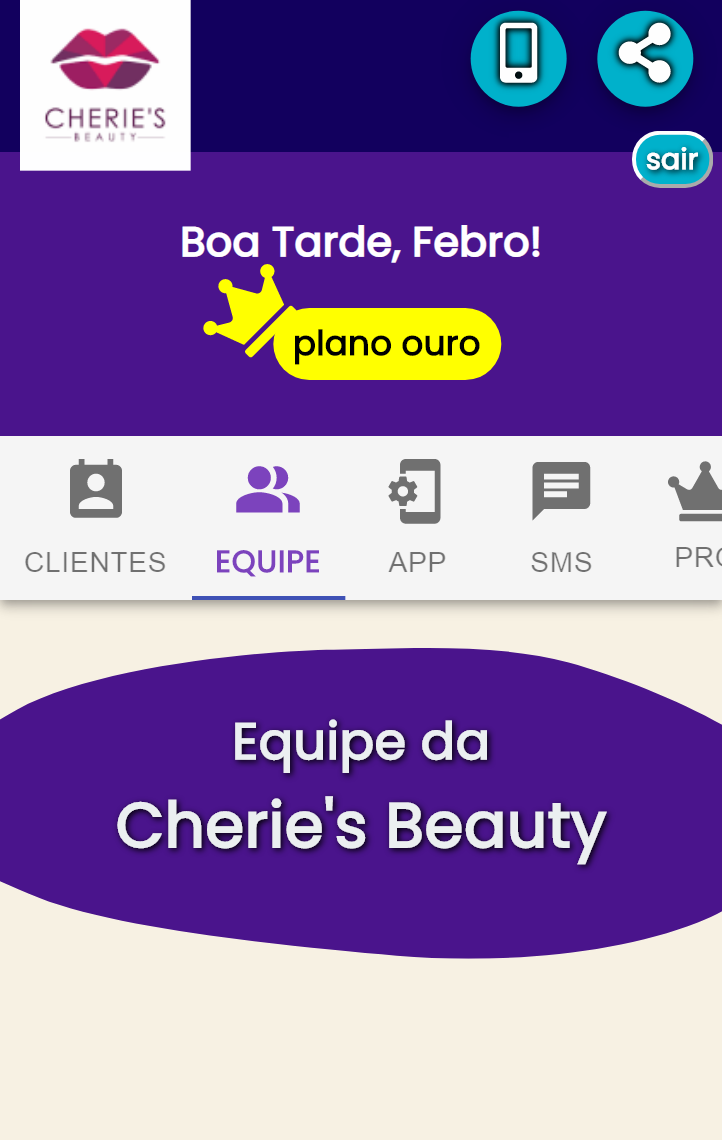 CHERIE'S
BEAUTY
sair
Boa Tarde, Febro!
plano ouro
CLIENTES
EQUIPE
APP
SMS
PRO
Equipe da
Cherie's Beauty